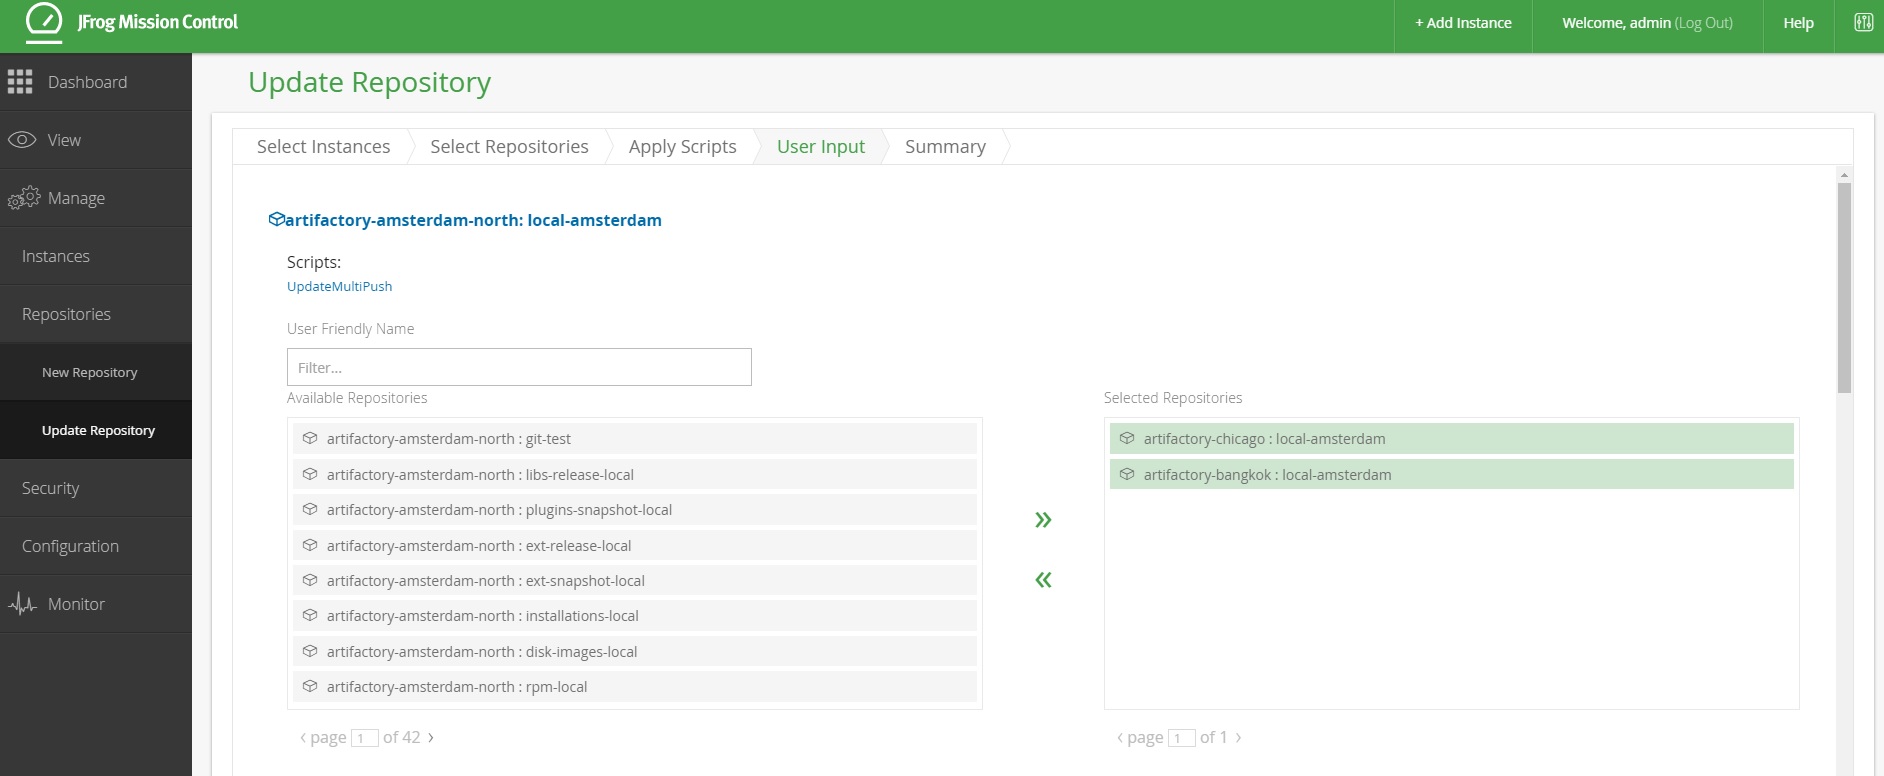 JFrog Mission Control
+ Add Instance
Welcome, admin (Log Out)
Help
Dashboard
View
Manage
Instances
Repositories
New Repository
Update Repository
Security
Configuration
Monitor
Update Repository
Select Instances
Select Repositories
Apply Scripts
User Input
Summary
artifactory-amsterdam-north: local-amsterdam
Scripts:
UpdateMultiPush
User Friendly Name
Filter...
Available Repositories
artifactory-amsterdam-north : git-test
artifactory-amsterdam-north : libs-release-local
artifactory-amsterdam-north : plugins-snapshot-local
artifactory-amsterdam-north : ext-release-local
artifactory-amsterdam-north : ext-snapshot-local
artifactory-amsterdam-north : installations-local
artifactory-amsterdam-north : disk-images-local
artifactory-amsterdam-north : rpm-local
‹ page 1 of 42 ›
»
«
Selected Repositories
artifactory-chicago : local-amsterdam
artifactory-bangkok : local-amsterdam
‹ page 1 of 1 ›